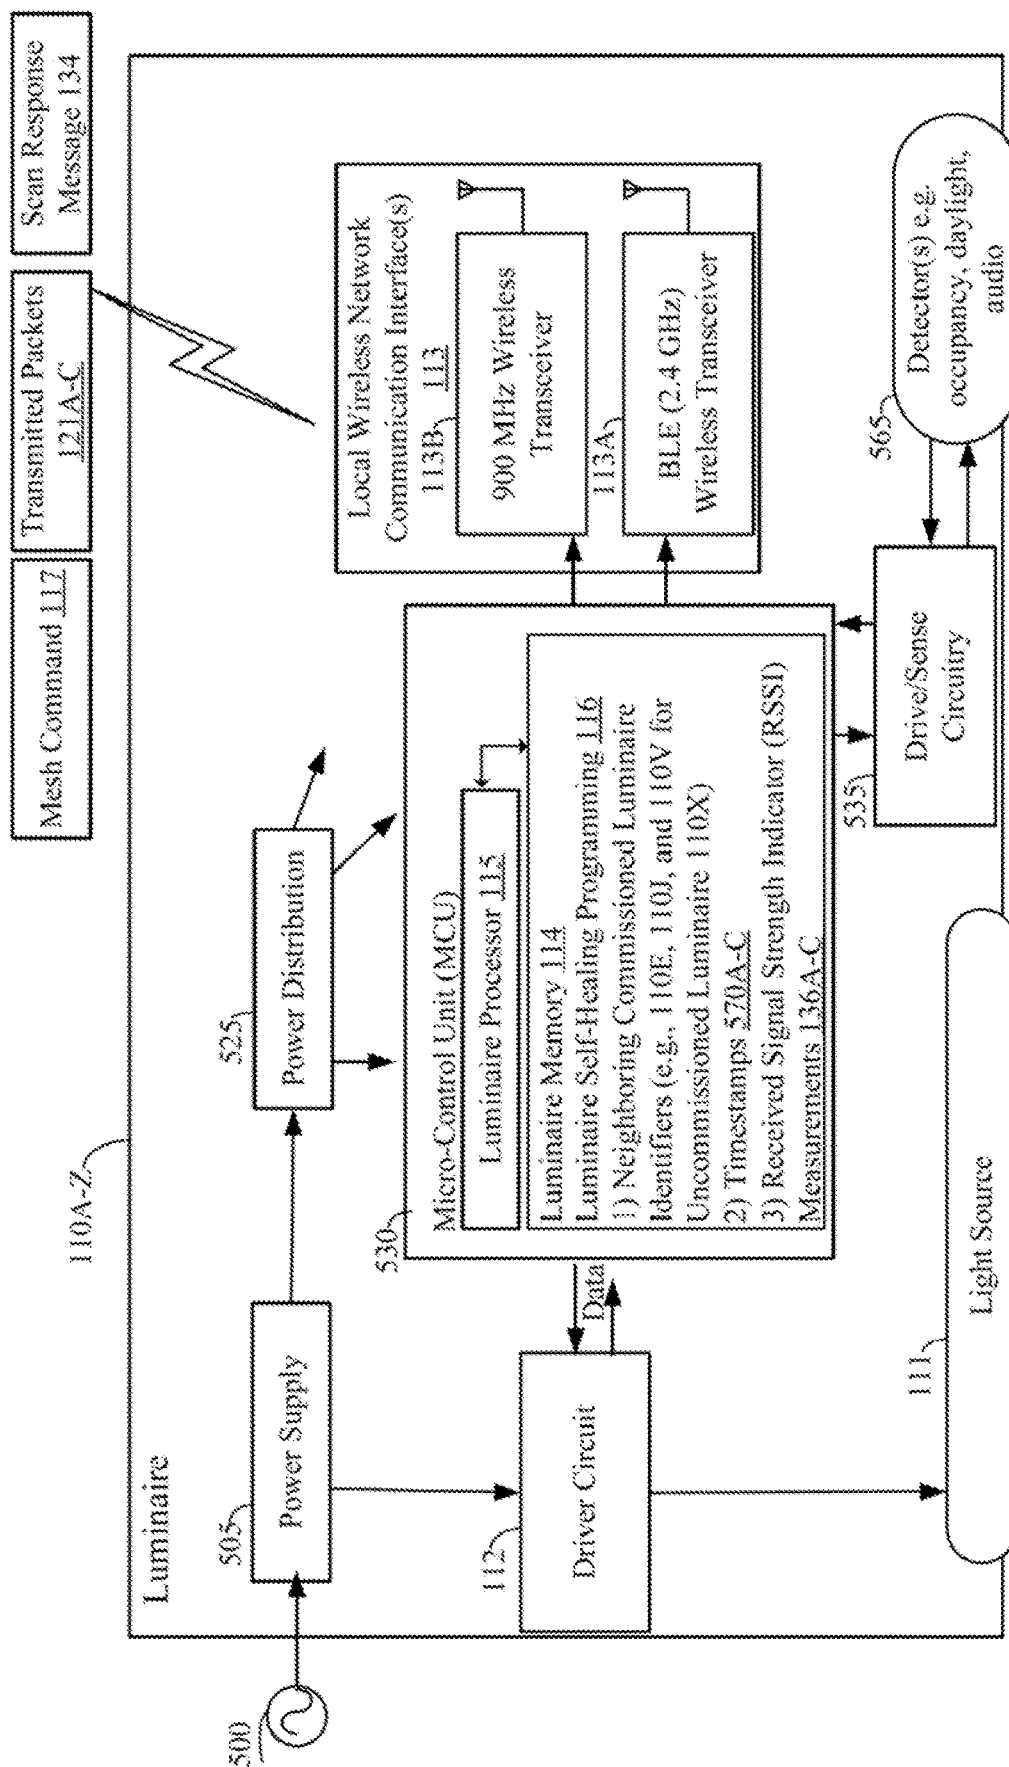 Mesh Command 117
Transmitted Packets
121A-C
Scan Response
Message 134
110A-Z
Luminaire
500
505
Power Supply
525
Power Distribution
112
Driver Circuit
Data
530
Micro-Control Unit (MCU)
Luminaire Processor 115
Luminaire Memory 114
Luminaire Self-Healing Programming 116
1) Neighboring Commissioned Luminaire
Identifiers (e.g., 110E, 110J, and 110V for
Uncommissioned Luminaire 110X)
2) Timestamps 570A-C
3) Received Signal Strength Indicator (RSSI)
Measurements 136A-C
Local Wireless Network
Communication Interface(s)
113B
113
900 MHz Wireless
Transceiver
113A
BLE (2.4 GHz)
Wireless Transceiver
111
Light Source
535
Drive/Sense
Circuitry
565
Detector(s) e.g.
occupancy, daylight,
audio